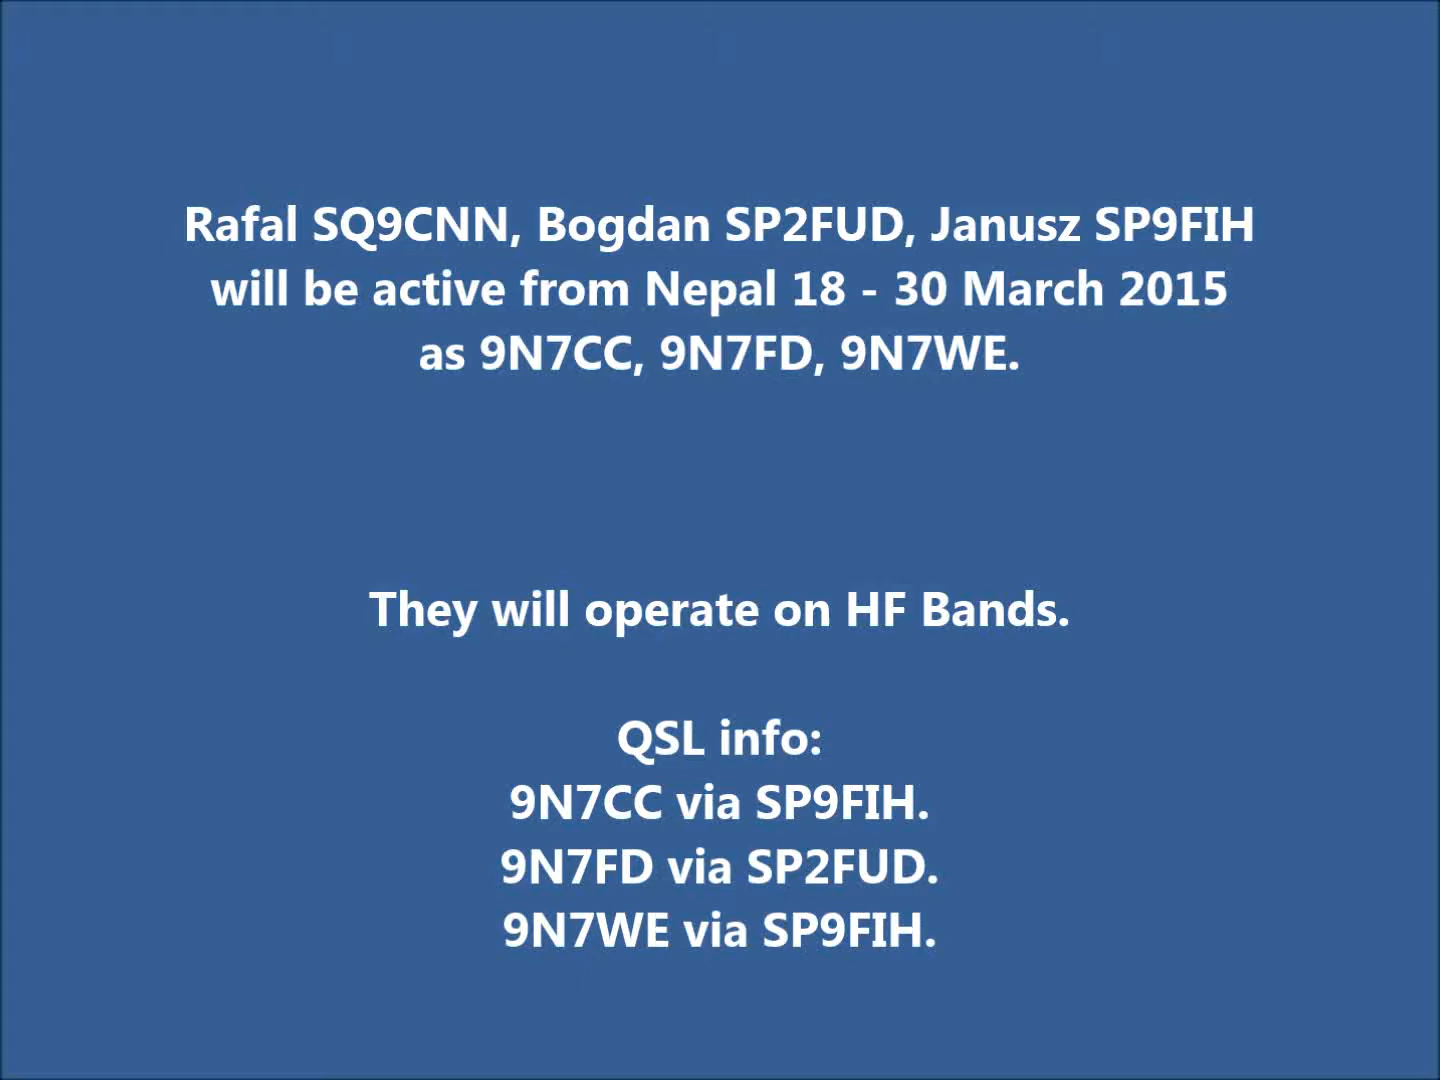 Rafal SQ9CNN, Bogdan SP2FUD, Janusz SP9FIH
will be active from Nepal 18 - 30 March 2015
as 9N7CC, 9N7FD, 9N7WE.
They will operate on HF Bands.
QSL info:
9N7CC via SP9FIH.
9N7FD via SP2FUD.
9N7WE via SP9FIH.